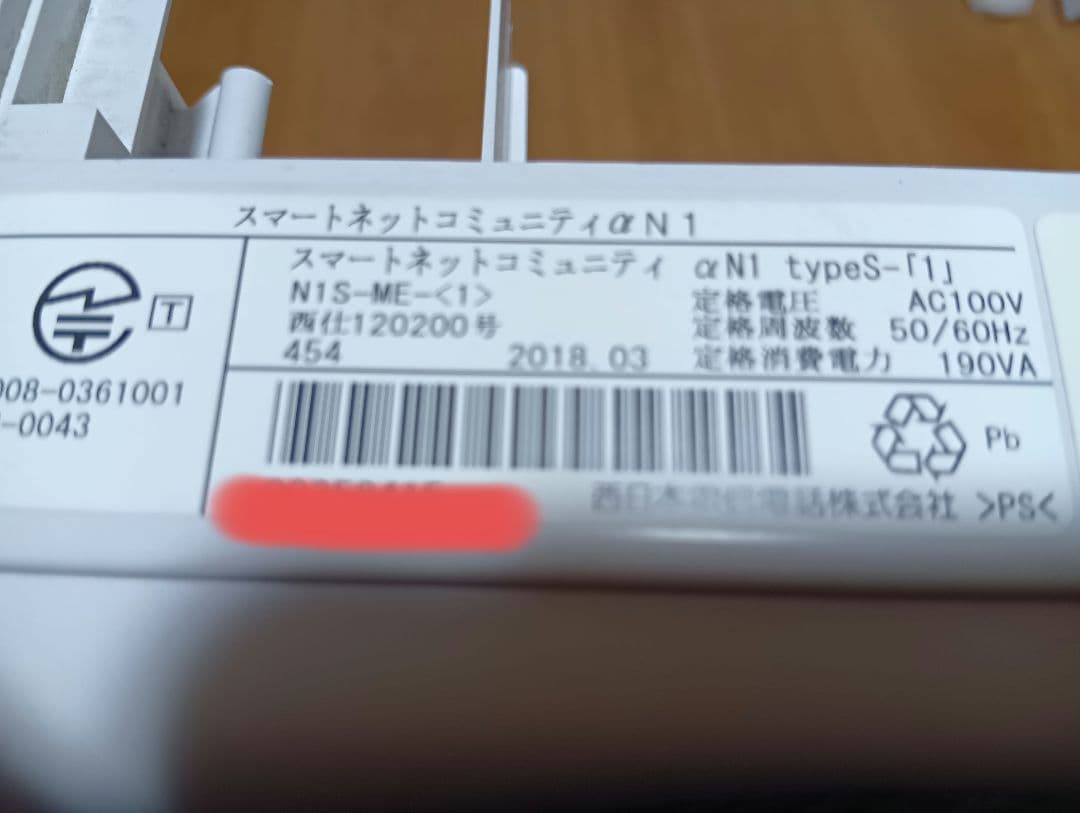 スマートネットコミュニティαN1
スマートネットコミュニティ αN1 typeS-「1」
N1S-ME-<1> 定格電圧 AC100V
西仕120200号 定格周波数 50/60Hz
454 2018.03 定格消費電力 190VA
T
008-0361001
-0043
Pb
西日本電信電話株式会社 >PS<